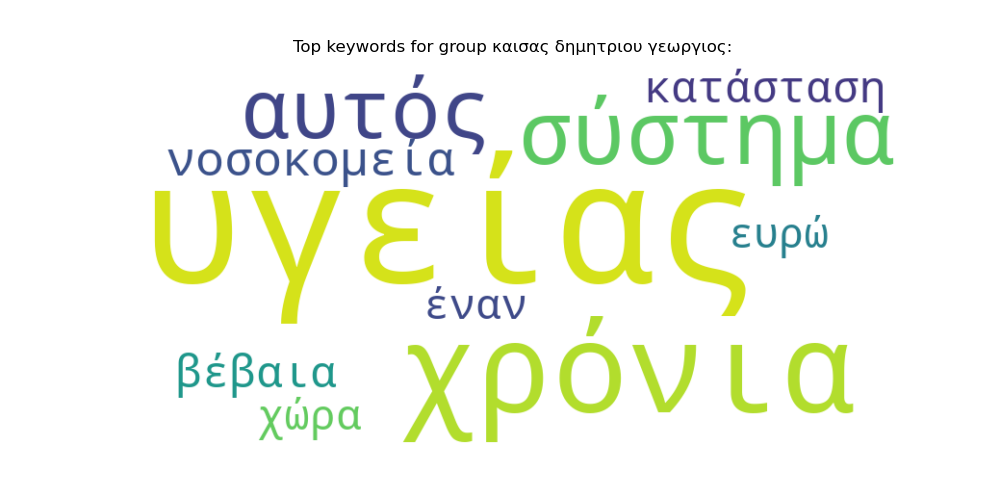 Top keywords for group καισας δημητριου γεωργιος:
κατάσταση
αυτός
σύστημα
νοσοκομεία
υγείας
ευρώ
έναν
χρόνια
βέβαια
χώρα